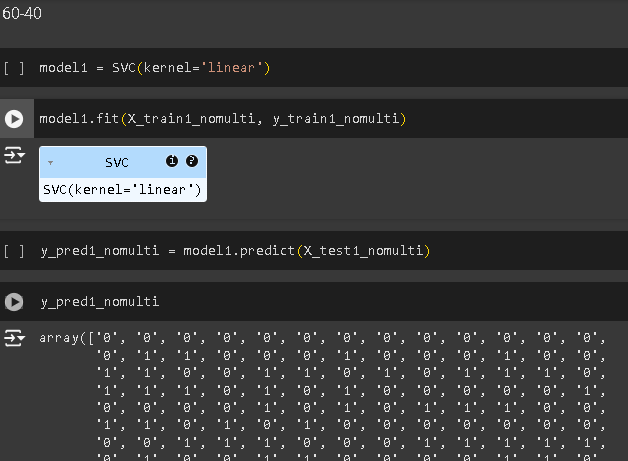 60-40
[ ] model1 = SVC(kernel='linear')
model1.fit(X_train1_nomulti, y_train1_nomulti)
SVC
SVC(kernel='linear')
[ ] y_pred1_nomulti = model1.predict(X_test1_nomulti)
y_pred1_nomulti
array(['0', '0', '0', '0', '0', '0', '0', '0', '0', '0', '0', '0', '0',
'0', '1', '1', '0', '0', '0', '1', '0', '0', '0', '1', '0', '0',
'1', '1', '0', '0', '1', '1', '0', '1', '0', '1', '1', '1', '0',
'1', '1', '1', '0', '1', '0', '1', '0', '0', '0', '0', '0', '1',
'0', '0', '0', '0', '1', '0', '1', '0', '1', '1', '1', '0', '0',
'1', '1', '0', '0', '1', '0', '0', '0', '0', '0', '1', '0', '0',
'0', '0', '1', '1', '1', '0', '0', '0', '1', '1', '1', '1', '1',